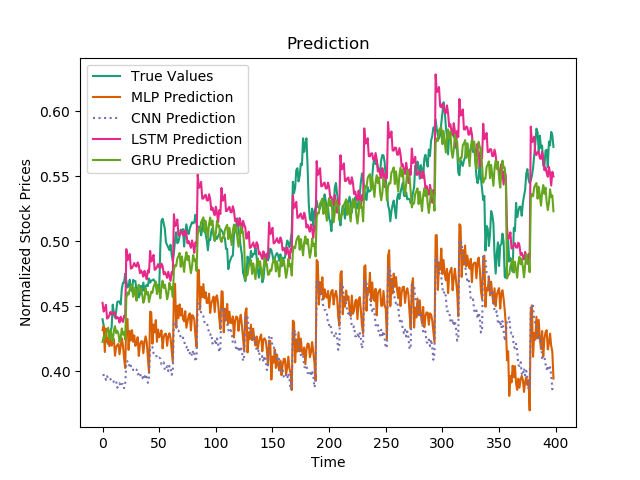 Prediction
True Values
MLP Prediction
CNN Prediction
LSTM Prediction
GRU Prediction
Normalized Stock Prices
0.60
0.55
0.50
0.45
0.40
0 50 100 150 200 250 300 350 400
Time